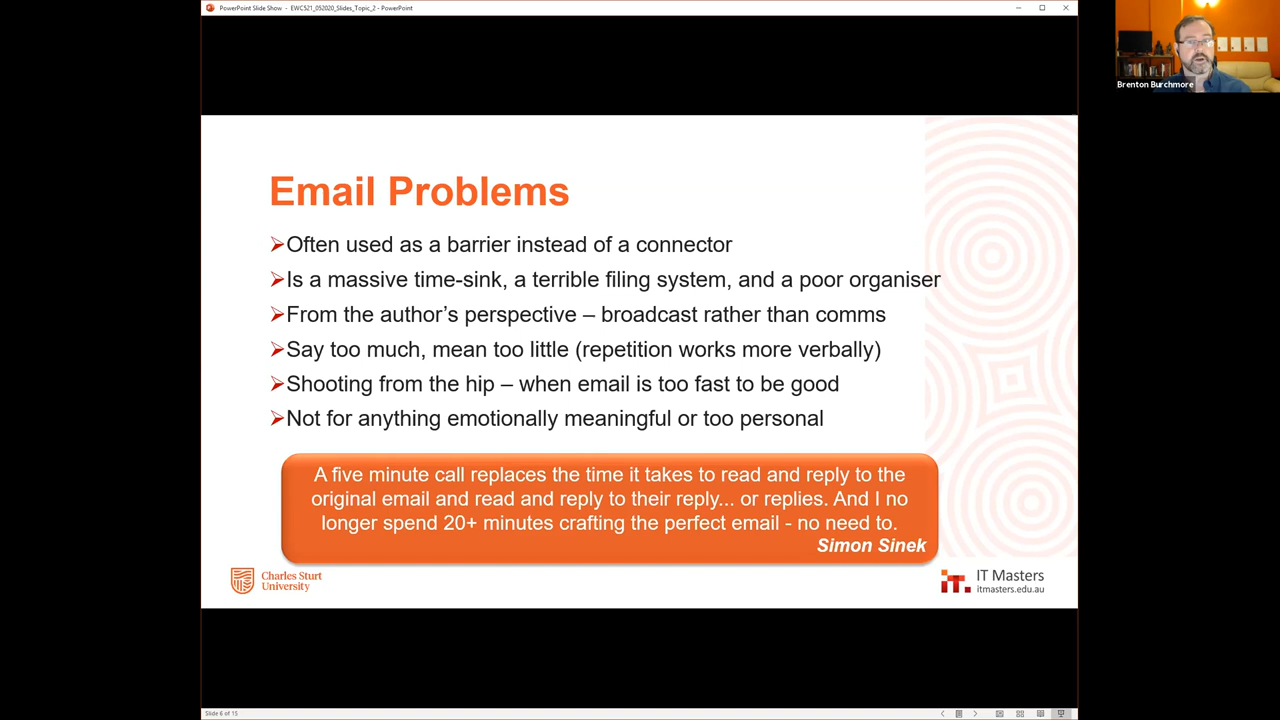 PowerPoint Slide Show - EWC521_052020_Slides_Topic_2 - PowerPoint
Brenton Burchmore
Email Problems
Often used as a barrier instead of a connector
Is a massive time-sink, a terrible filing system, and a poor organiser
From the author’s perspective – broadcast rather than comms
Say too much, mean too little (repetition works more verbally)
Shooting from the hip – when email is too fast to be good
Not for anything emotionally meaningful or too personal
A five minute call replaces the time it takes to read and reply to the
original email and read and reply to their reply... or replies. And I no
longer spend 20+ minutes crafting the perfect email - no need to.
Simon Sinek
Charles Sturt
University
IT Masters
itmasters.edu.au
Slide 6 of 15